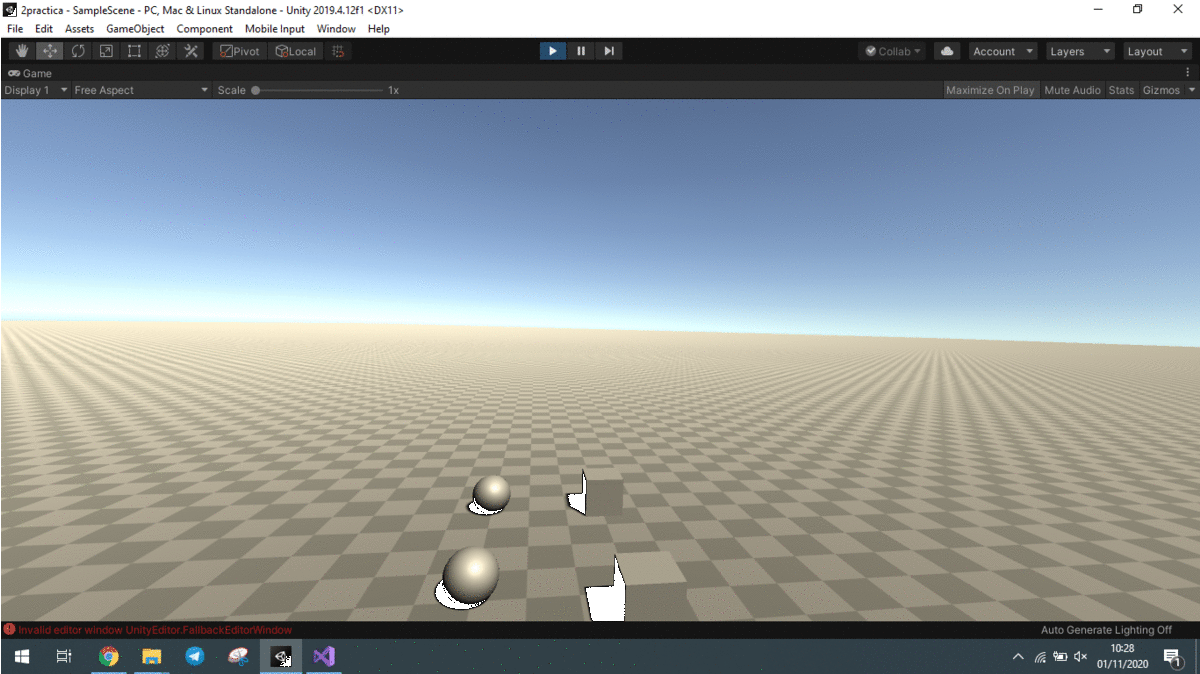 2practica - SampleScene - PC, Mac & Linux Standalone - Unity 2019.4.12f1 <DX11>
File Edit Assets GameObject Component Mobile Input Window Help
Pivot Local Collab Account Layers Layout
Game
Display 1 Free Aspect Scale 1x Maximize On Play Mute Audio Stats Gizmos
Invalid editor window UnityEditor.FallbackEditorWindow Auto Generate Lighting Off
10:28
01/11/2020
1